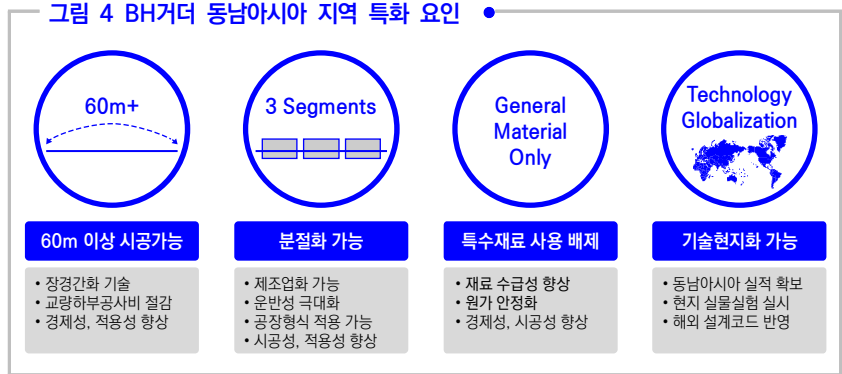 그림 4 BH거더 동남아시아 지역 특화 요인
60m+
60m 이상 시공가능
• 장경간화 기술
• 교량하부공사비 절감
• 경제성, 적용성 향상
3 Segments
분절화 가능
• 제조업화 가능
• 운반성 극대화
• 공장형식 적용 가능
• 시공성, 적용성 향상
General
Material
Only
특수재료 사용 배제
• 재료 수급성 향상
• 원가 안정화
• 경제성, 시공성 향상
Technology
Globalization
기술현지화 가능
• 동남아시아 실적 확보
• 현지 실물실험 실시
• 해외 설계코드 반영